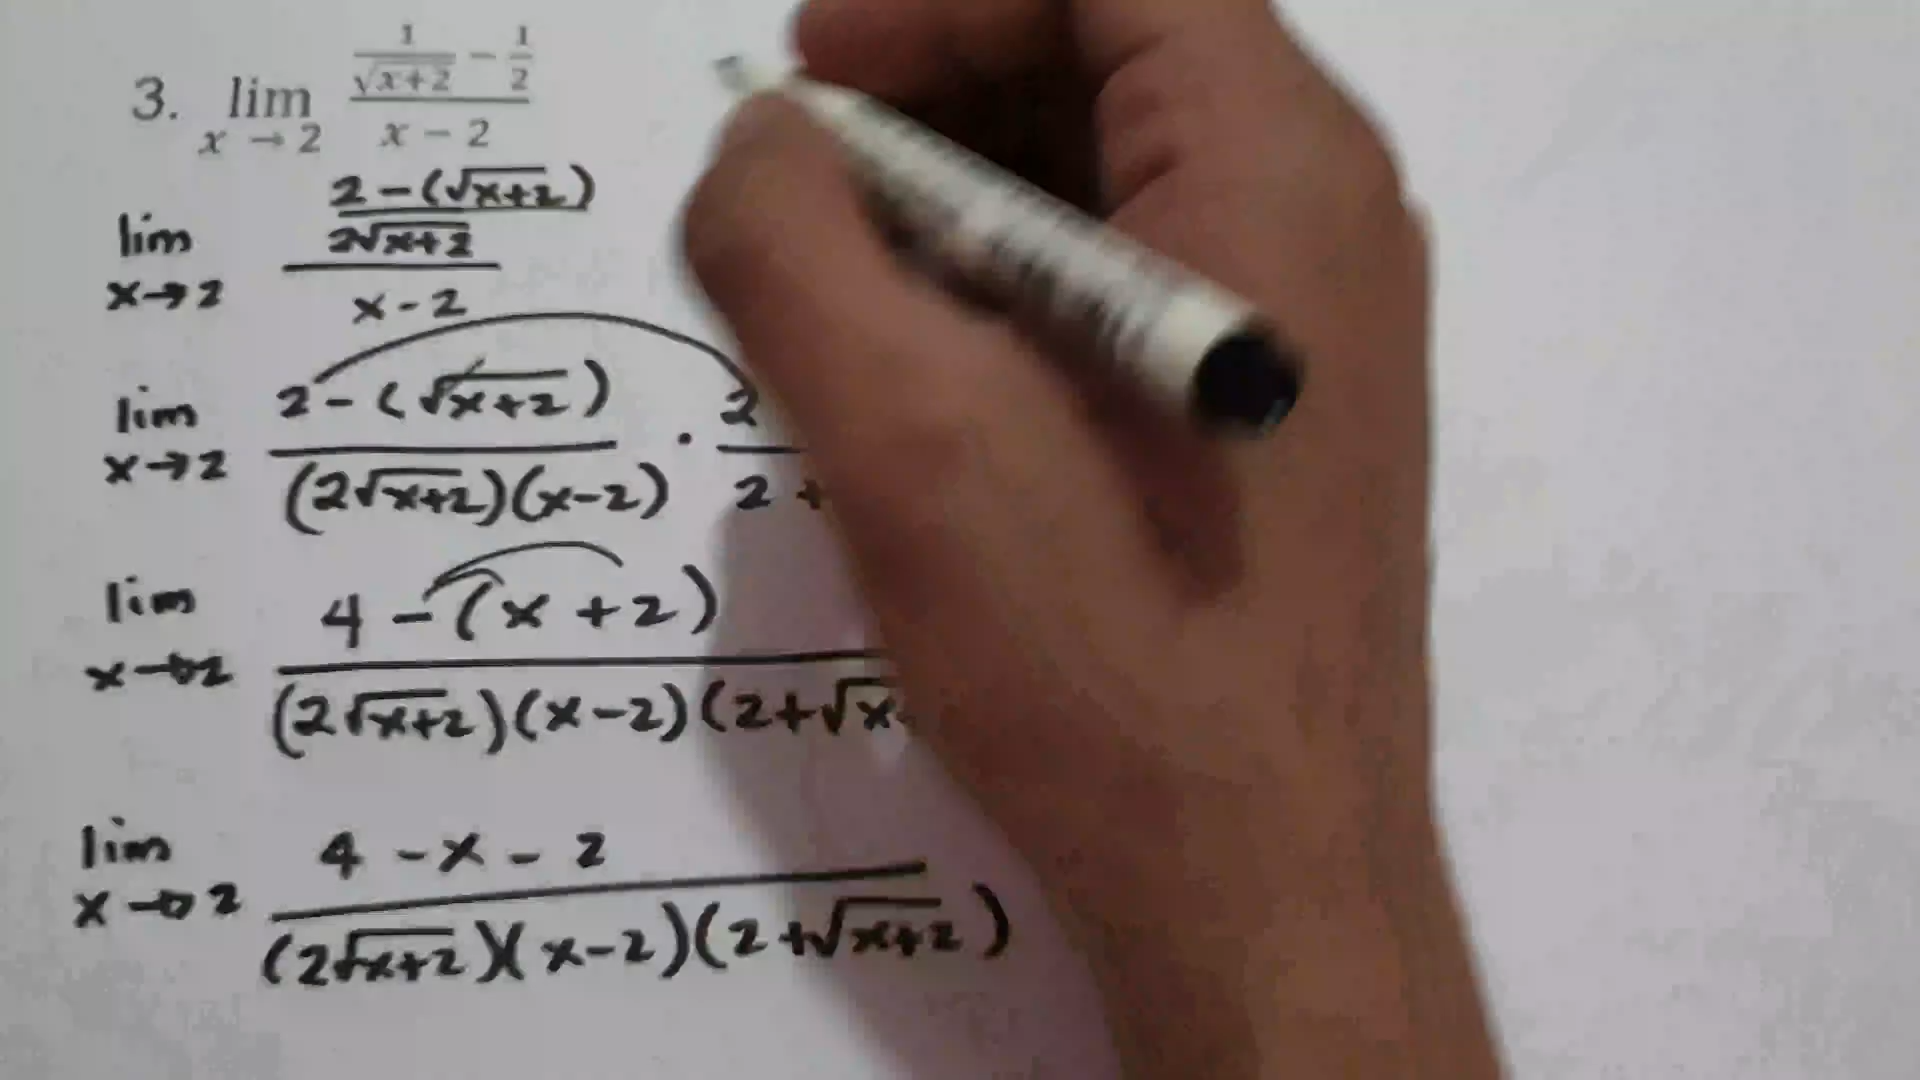 3. lim x → 2 (1/√(x+2) − 1/2)/(x − 2)
lim x→2 ((2 − (√(x+2)))/(2√(x+2)))/(x − 2)
lim x→2 (2 − (√(x+2)))/((2√(x+2))(x−2)) · 2/(2 +
lim x→2 (4 − (x + 2))/((2√(x+2))(x−2)(2+√x
lim x→2 (4 − x − 2)/((2√(x+2))(x−2)(2+√(x+2)))